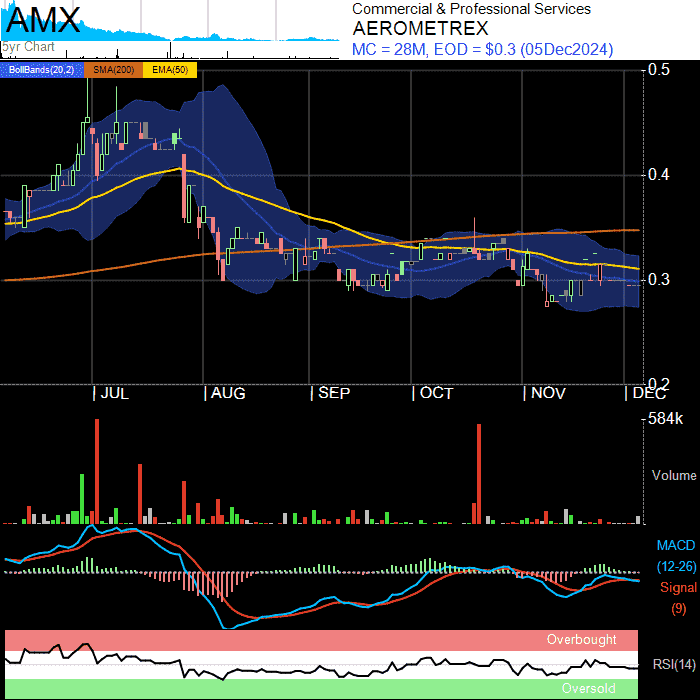 AMX
5yr Chart
Commercial & Professional Services
AEROMETREX
MC = 28M, EOD = $0.3 (05Dec2024)
BollBands(20,2) SMA(200) EMA(50)
0.5
0.4
0.3
0.2
JUL AUG SEP OCT NOV DEC
584k
Volume
MACD
(12-26)
Signal
(9)
Overbought
RSI(14)
Oversold